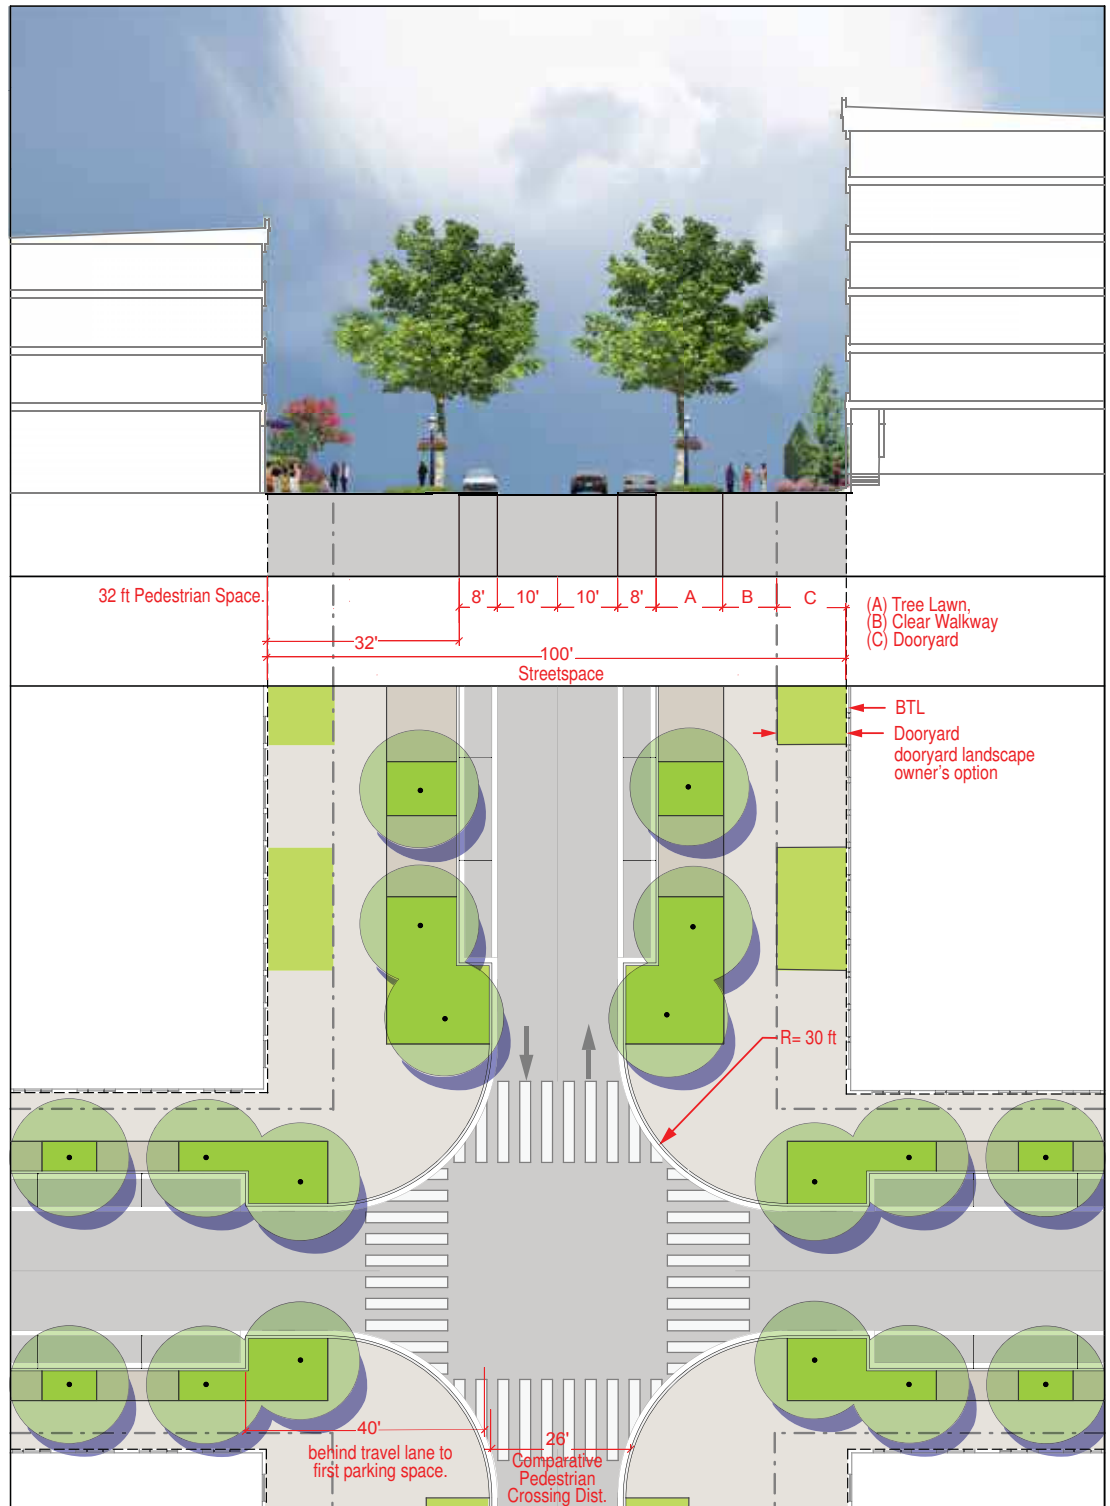 32 ft Pedestrian Space.
8' 10' 10' 8' A B C
(A) Tree Lawn,
(B) Clear Walkway
(C) Dooryard
32'
100'
Streetspace
BTL
Dooryard
dooryard landscape
owner's option
R= 30 ft
40'
behind travel lane to
first parking space.
26'
Comparative
Pedestrian
Crossing Dist.